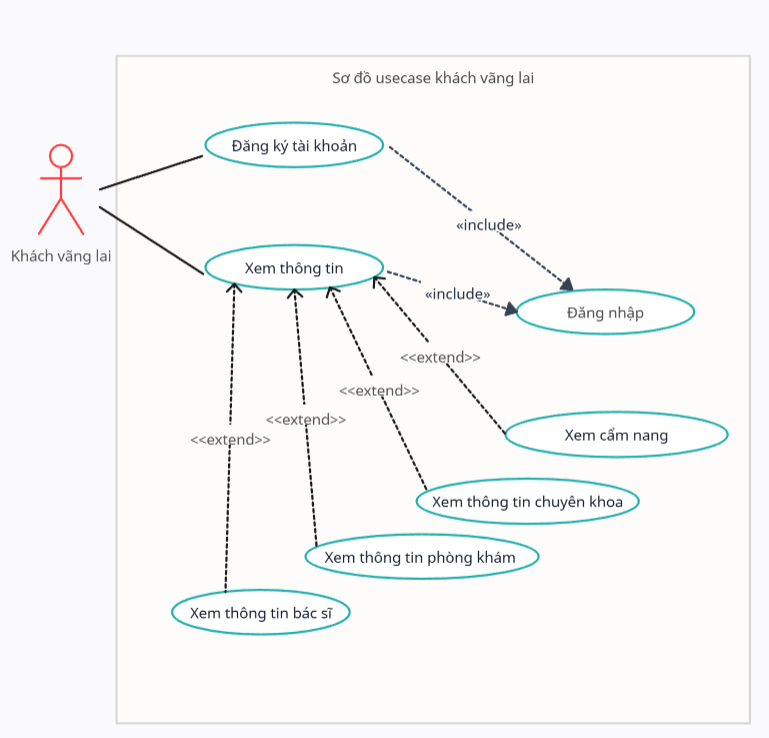 Sơ đồ usecase khách vãng lai
Đăng ký tài khoản
«include»
Khách vãng lai
Xem thông tin
«include»
Đăng nhập
<<extend>>
<<extend>>
<<extend>>
<<extend>>
Xem cẩm nang
Xem thông tin chuyên khoa
Xem thông tin phòng khám
Xem thông tin bác sĩ